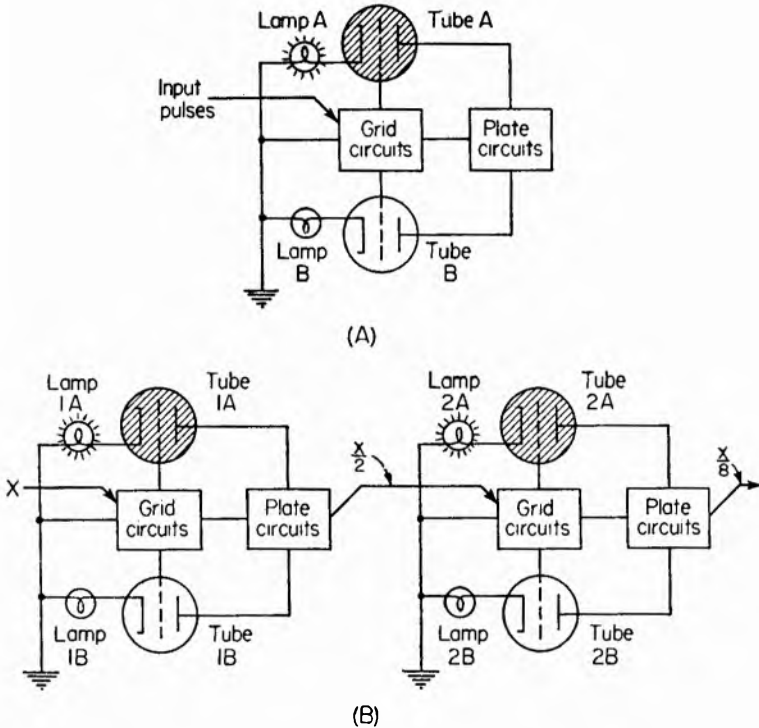 Lamp A
Tube A
Input
pulses
Grid
circuits
Plate
circuits
Lamp
B
Tube
B
(A)
Lamp
1A
Tube
1A
Lamp
2A
Tube
2A
X
X/2
X/8
Grid
circuits
Plate
circuits
Grid
circuits
Plate
circuits
Lamp
1B
Tube
1B
Lamp
2B
Tube
2B
(B)